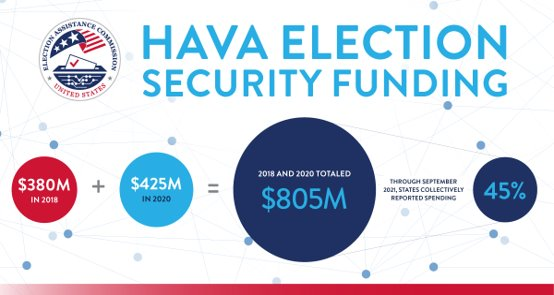 ELECTION ASSISTANCE COMMISSION
UNITED STATES
HAVA ELECTION
SECURITY FUNDING
$380M
IN 2018
+
$425M
IN 2020
=
2018 AND 2020 TOTALED
$805M
THROUGH SEPTEMBER
2021, STATES COLLECTIVELY
REPORTED SPENDING
45%